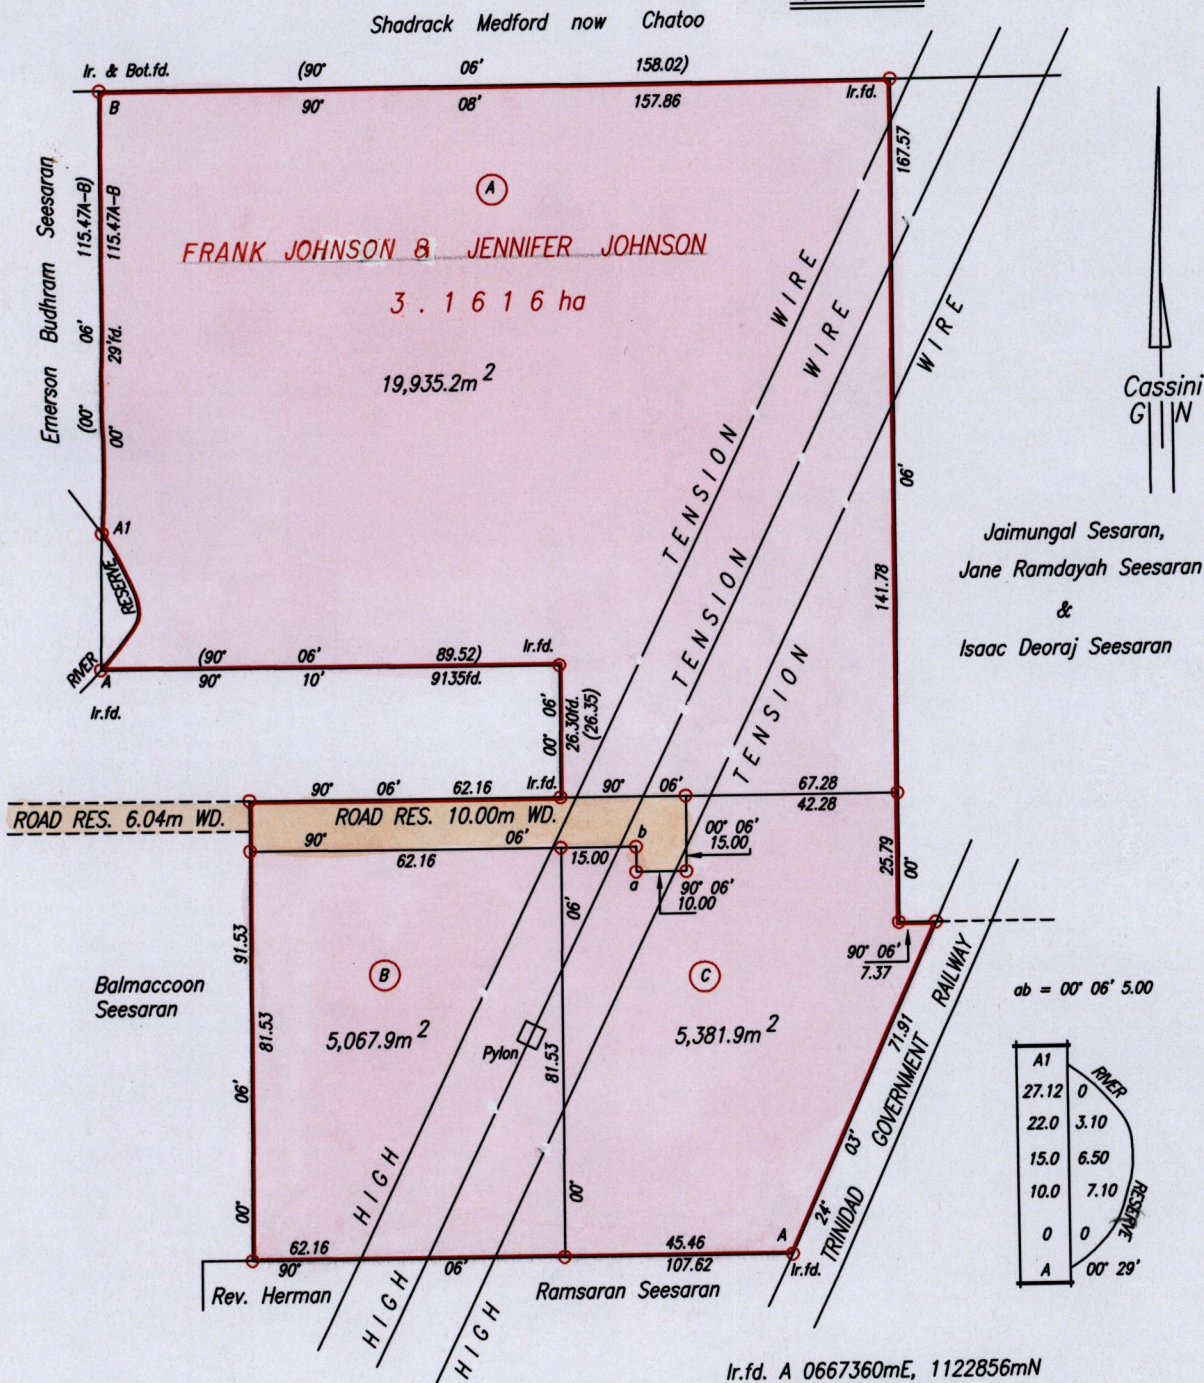 Shadrack Medford now Chatoo
Ir. & Bot.fd.
(90° 06' 158.02)
90° 08' 157.86
Ir.fd.
B
167.57
Emerson Budhram Seesaran
(00° 06' 115.47A-B)
00° 29'fd. 115.47A-B
A
FRANK JOHNSON & JENNIFER JOHNSON
3.1616 ha
19,935.2m²
HIGH TENSION WIRE
HIGH TENSION WIRE
HIGH TENSION WIRE
Cassini
G N
06'
141.78
Jaimungal Sesaran,
Jane Ramdayah Seesaran
&
Isaac Deoraj Seesaran
A1
RIVER RESERVE
A
Ir.fd.
(90° 06' 89.52)
90° 10' 9135fd.
Ir.fd.
00° 06'
26.30fd.
(26.35)
90° 06' 62.16
Ir.fd.
90° 06' 67.28
42.28
ROAD RES. 6.04m WD.
ROAD RES. 10.00m WD.
90° 06'
62.16
15.00
b
a
00° 06'
15.00
90° 06'
10.00
25.79
00°
90° 06'
7.37
91.53
81.53
00° 06'
Balmaccoon
Seesaran
B
5,067.9m²
Pylon
00° 06'
81.53
C
5,381.9m²
24° 03' 71.91
TRINIDAD GOVERNMENT RAILWAY
ab = 00° 06' 5.00
A1
27.12 0
22.0 3.10
15.0 6.50
10.0 7.10
0 0
A 00° 29'
RIVER RESERVE
62.16
90° 06'
45.46
107.62
A
Ir.fd.
Rev. Herman
Ramsaran Seesaran
Ir.fd. A 0667360mE, 1122856mN